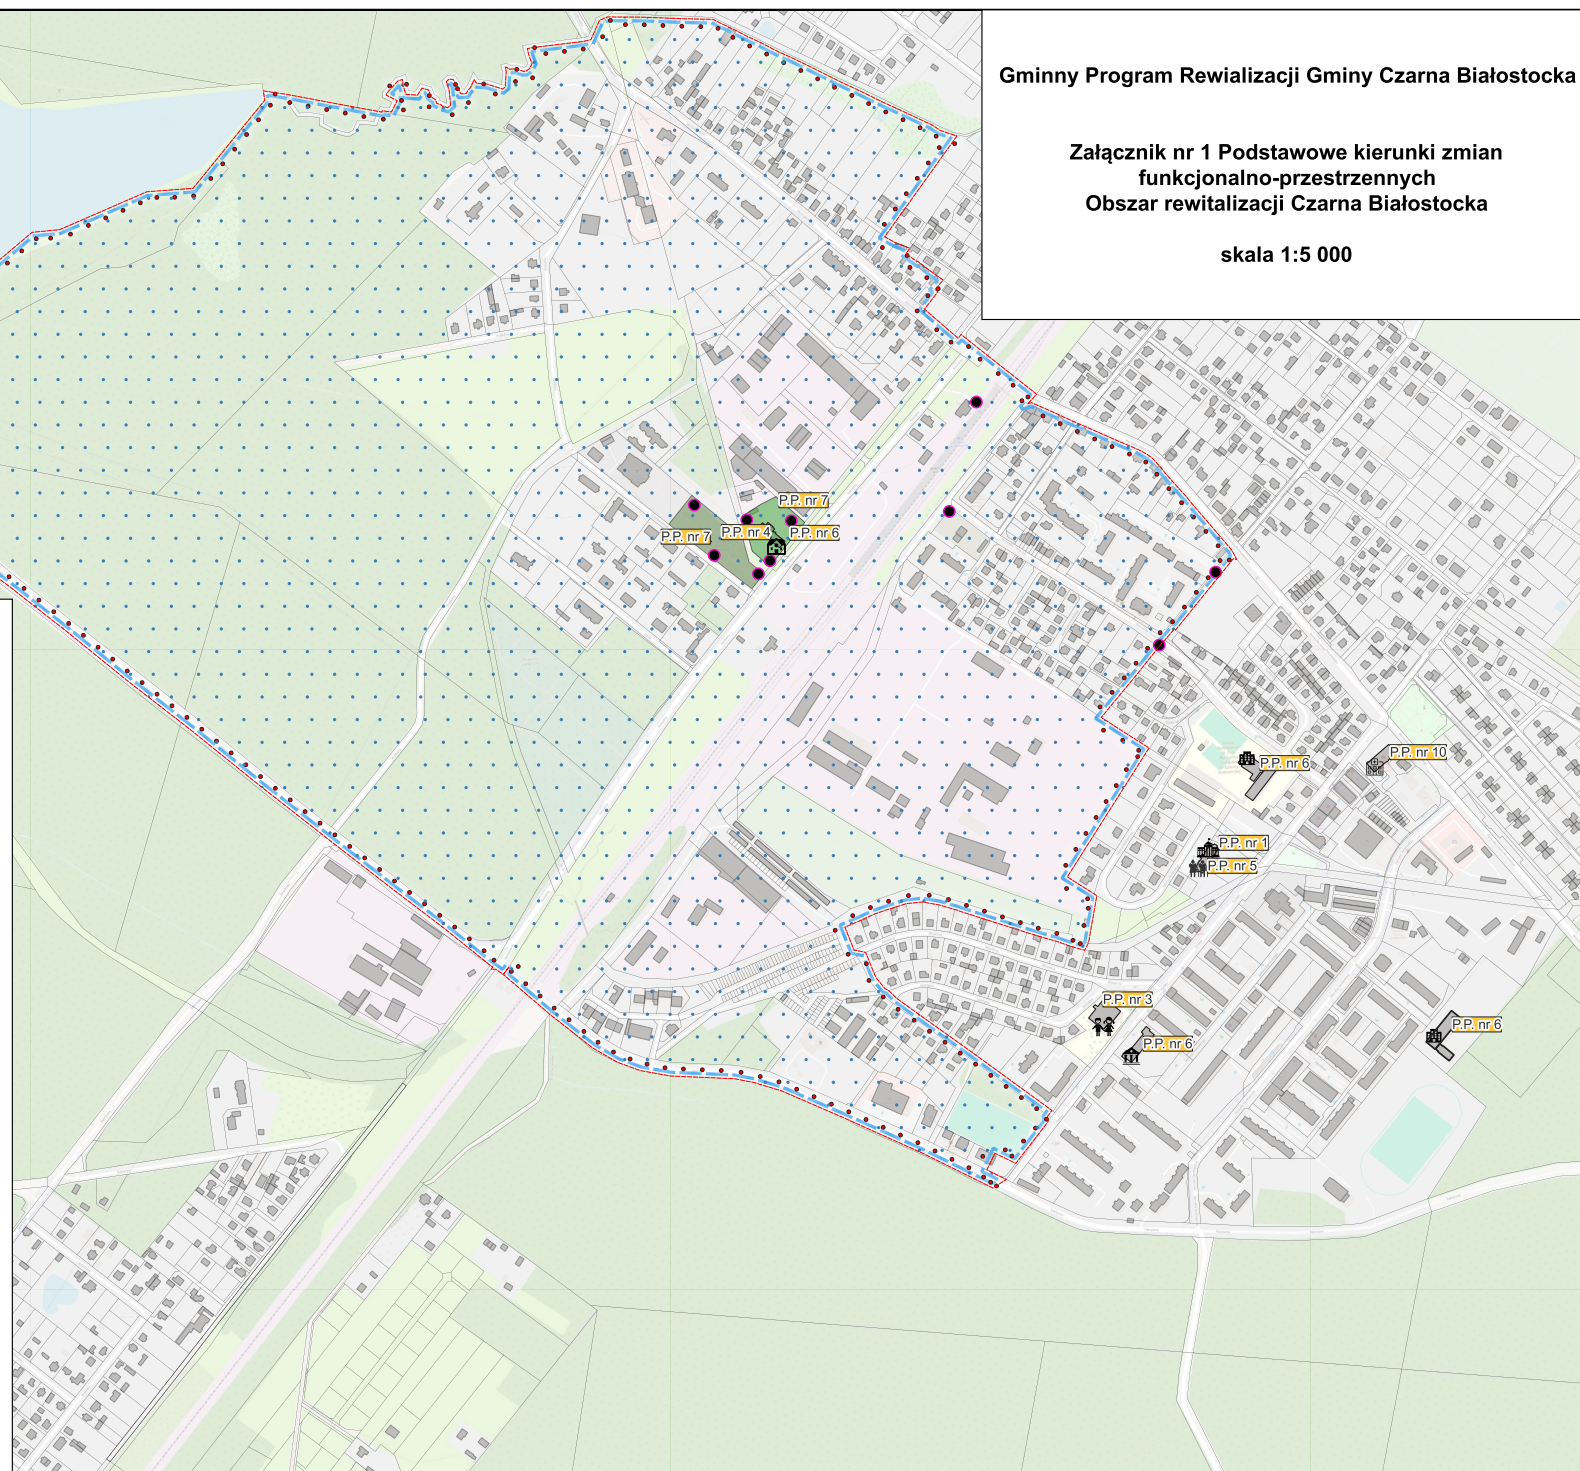 Gminny Program Rewializacji Gminy Czarna Białostocka
Załącznik nr 1 Podstawowe kierunki zmian
funkcjonalno-przestrzennych
Obszar rewitalizacji Czarna Białostocka
skala 1:5 000
P.P. nr 7
P.P. nr 4
P.P. nr 6
P.P. nr 7
P.P. nr 10
P.P. nr 6
P.P. nr 1
P.P. nr 5
P.P. nr 3
P.P. nr 6
P.P. nr 6